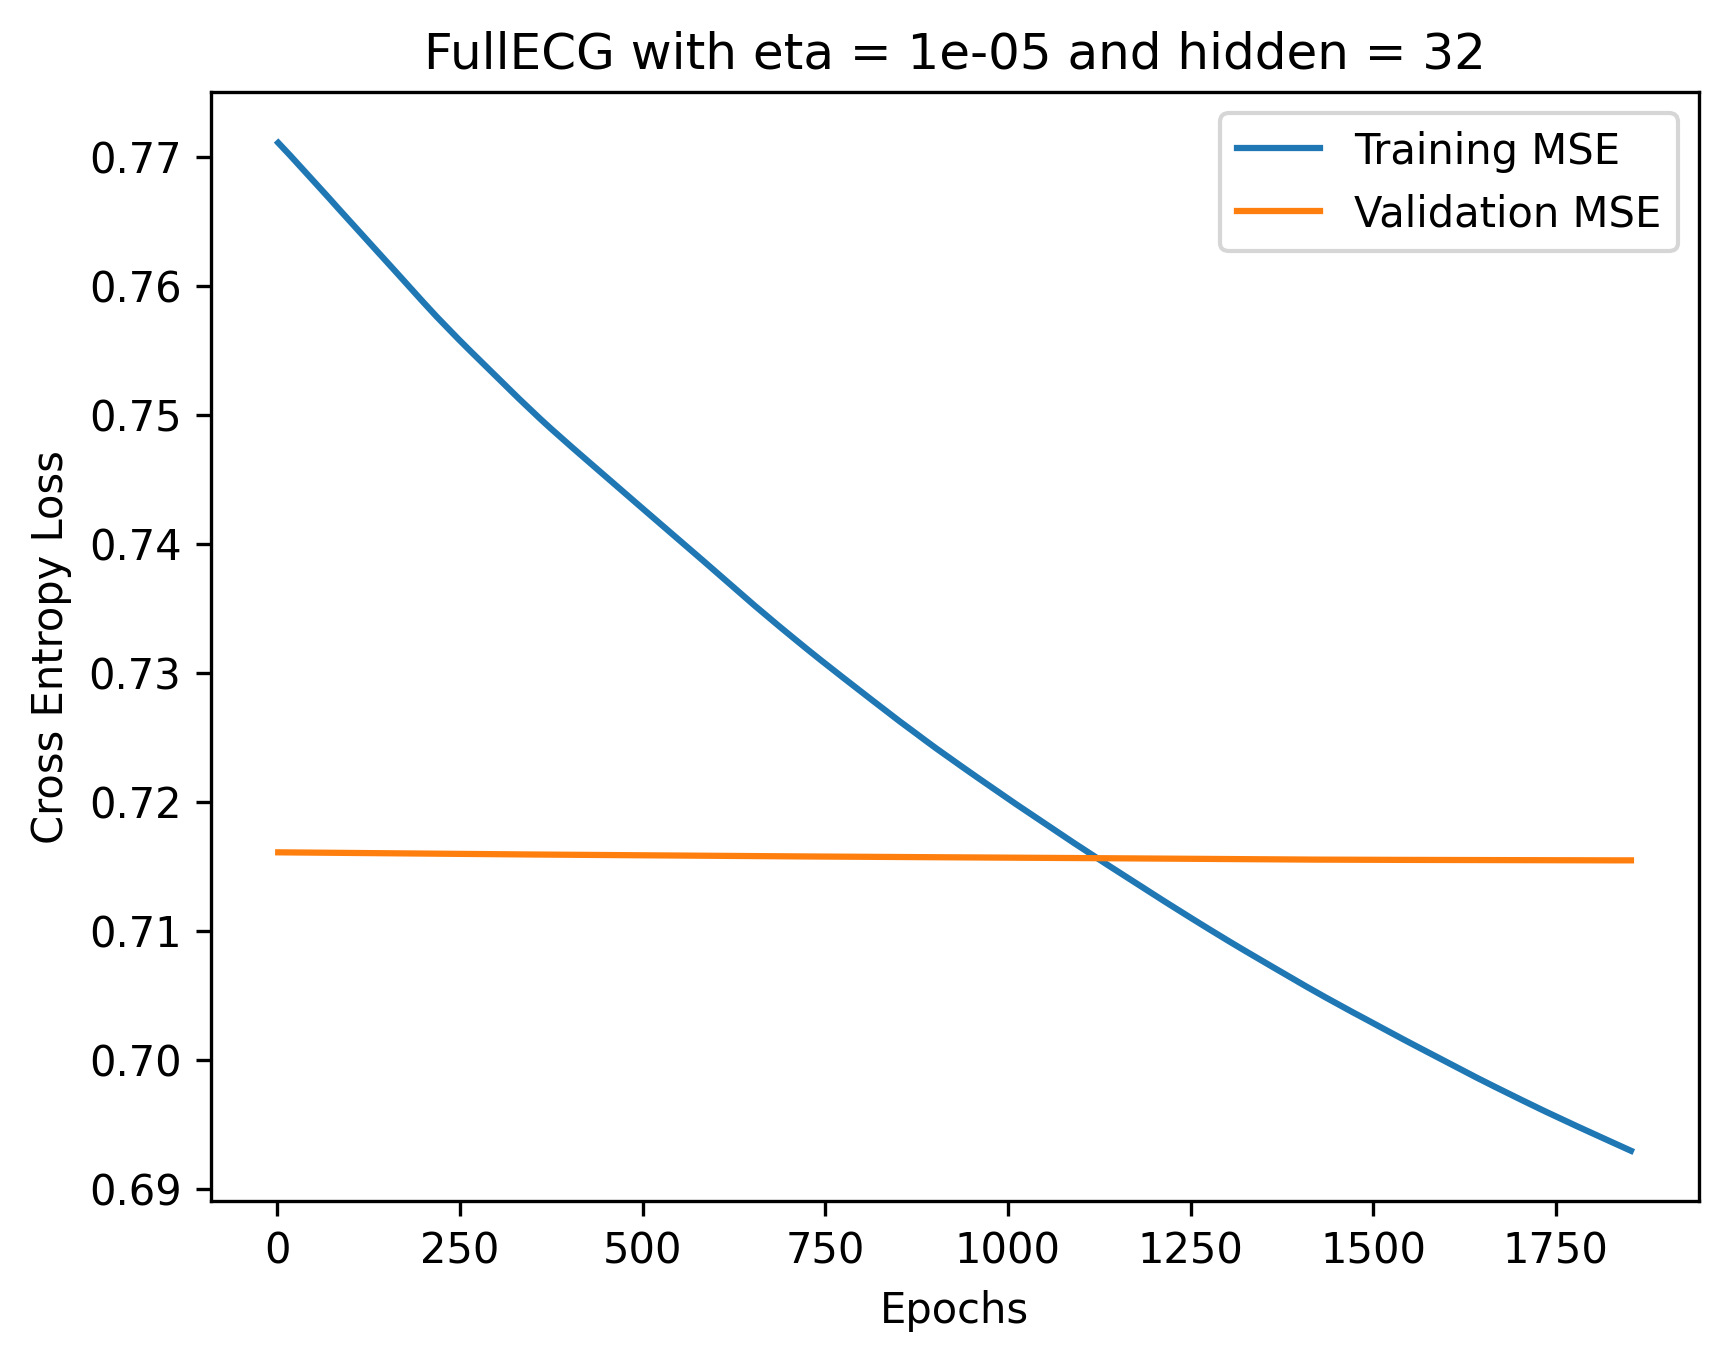 FullECG with eta = 1e-05 and hidden = 32
Training MSE
Validation MSE
Cross Entropy Loss
0.77
0.76
0.75
0.74
0.73
0.72
0.71
0.70
0.69
0 250 500 750 1000 1250 1500 1750
Epochs